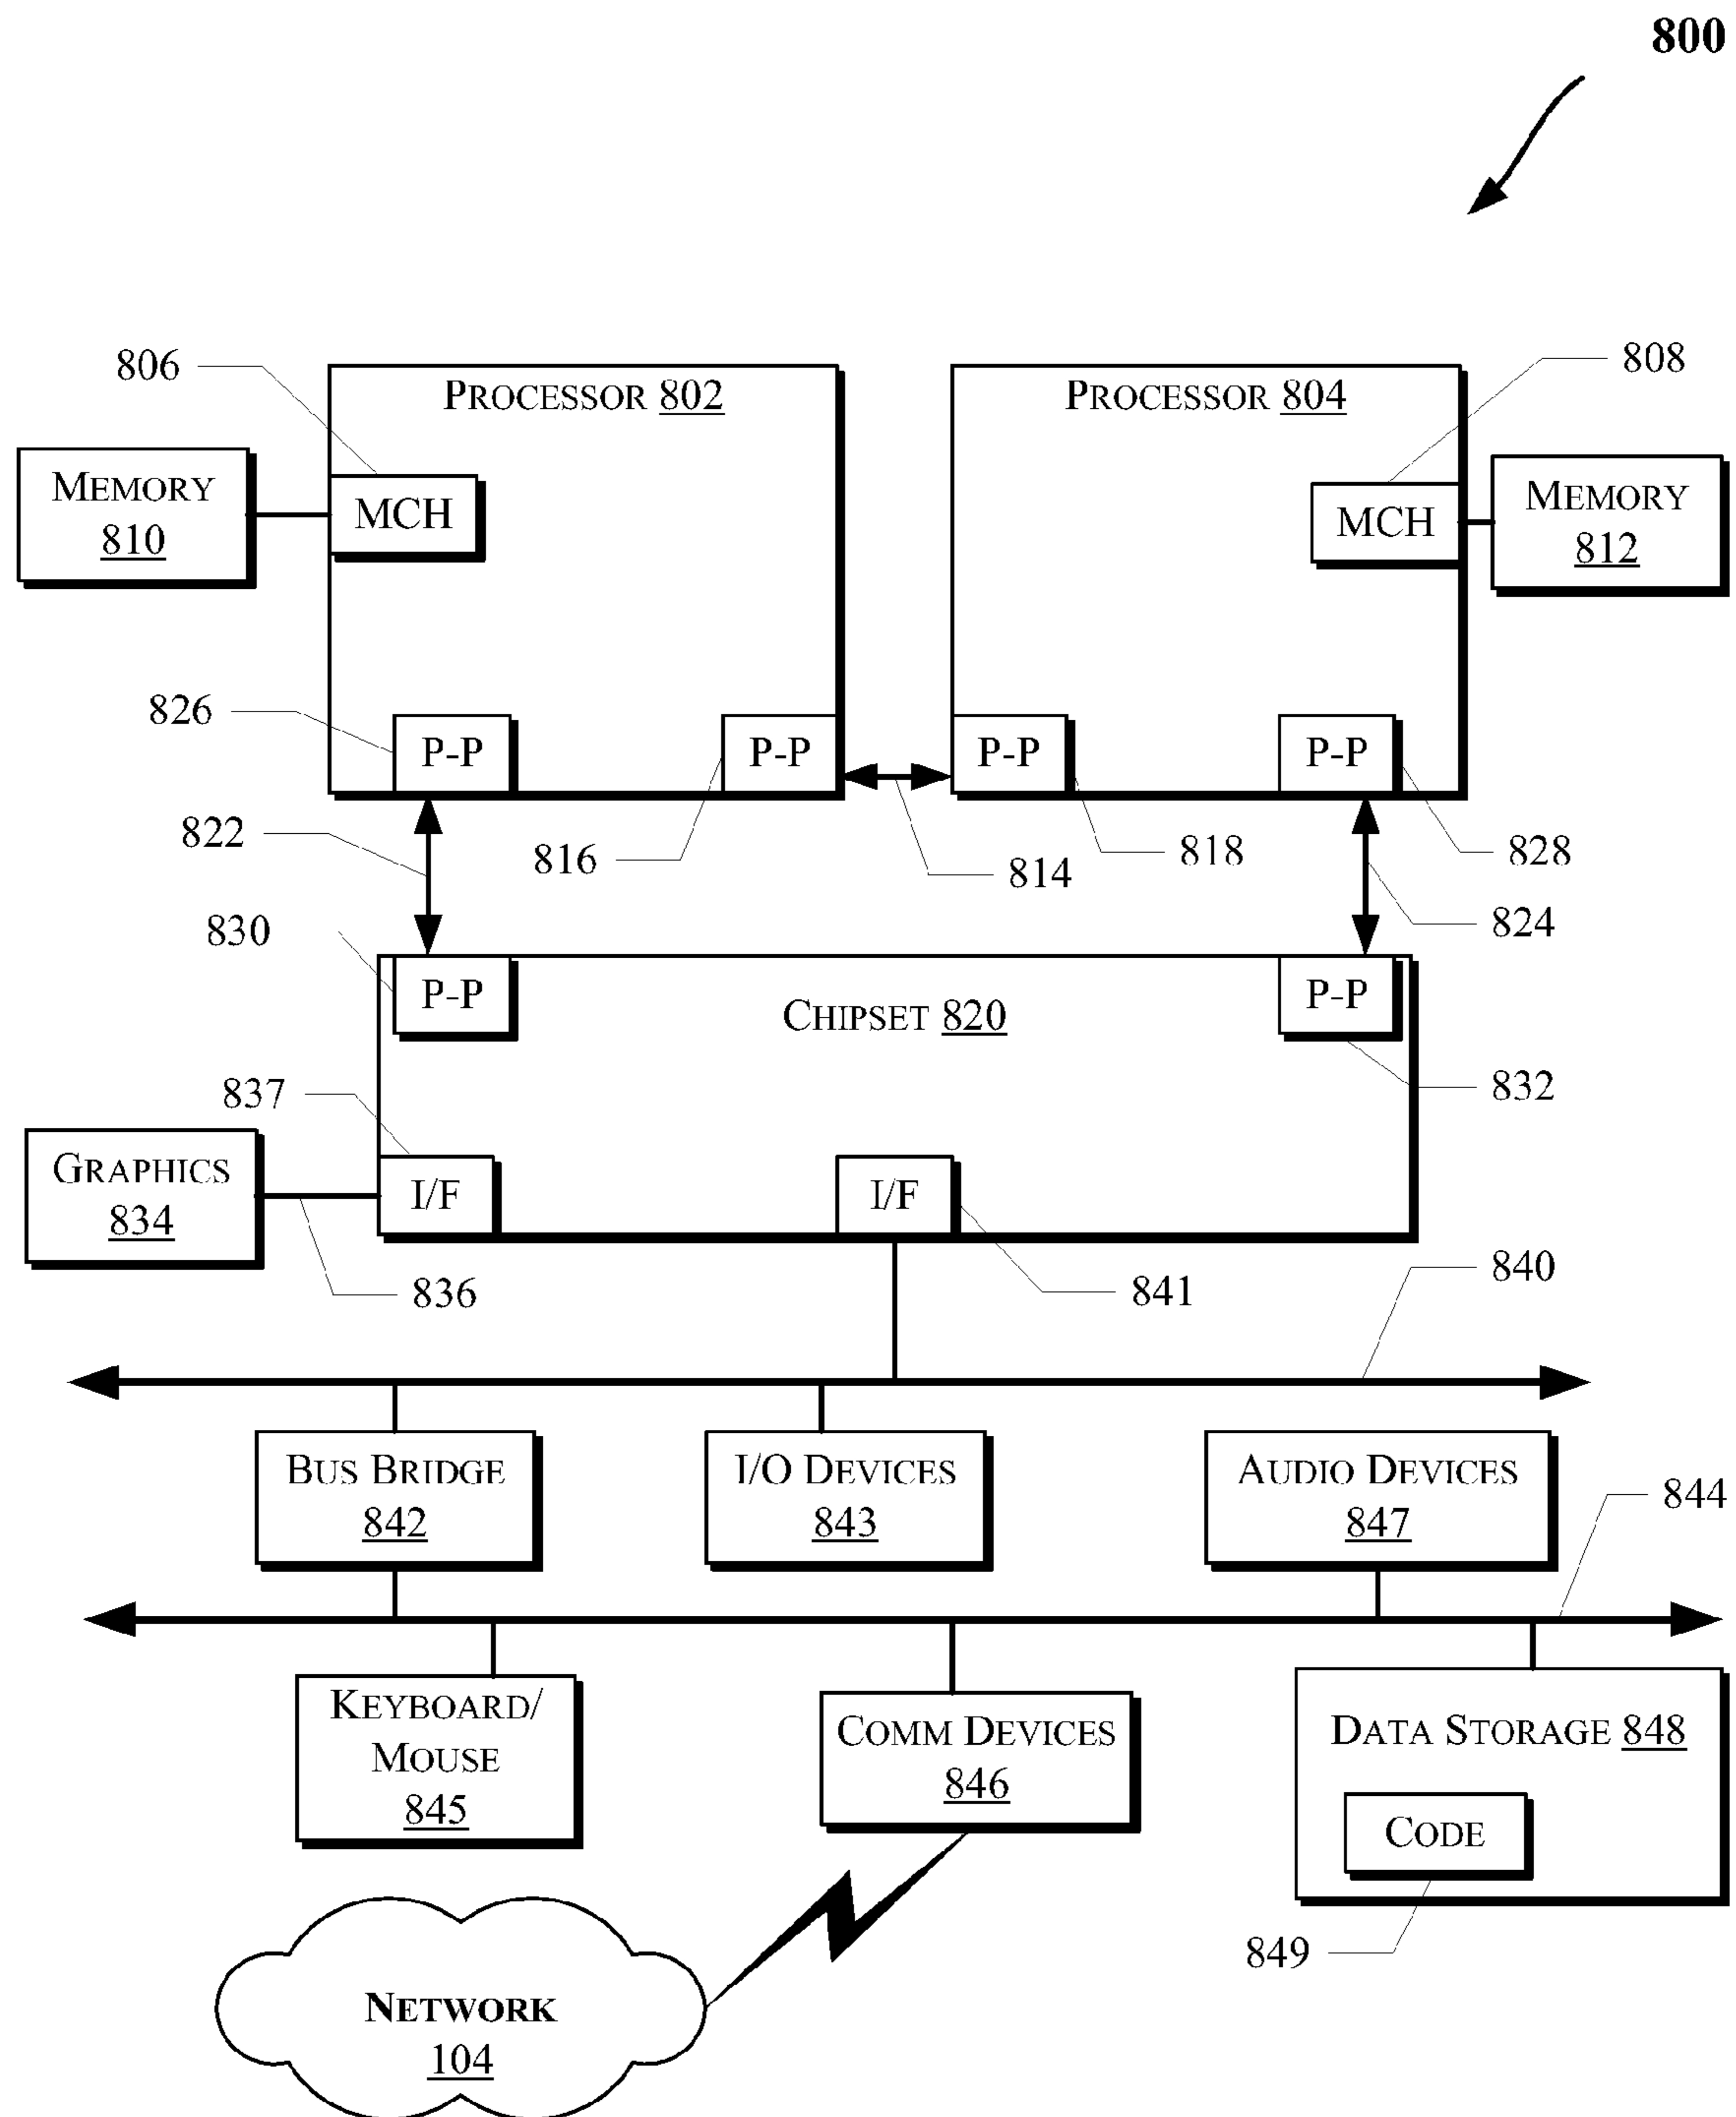 800
806
PROCESSOR 802
PROCESSOR 804
808
MEMORY
810
MCH
MCH
MEMORY
812
826
P-P
P-P
P-P
P-P
822
816
814
818
828
824
830
P-P
CHIPSET 820
P-P
832
837
GRAPHICS
834
I/F
I/F
836
841
840
BUS BRIDGE
842
I/O DEVICES
843
AUDIO DEVICES
847
844
KEYBOARD/
MOUSE
845
COMM DEVICES
846
DATA STORAGE 848
CODE
849
NETWORK
104